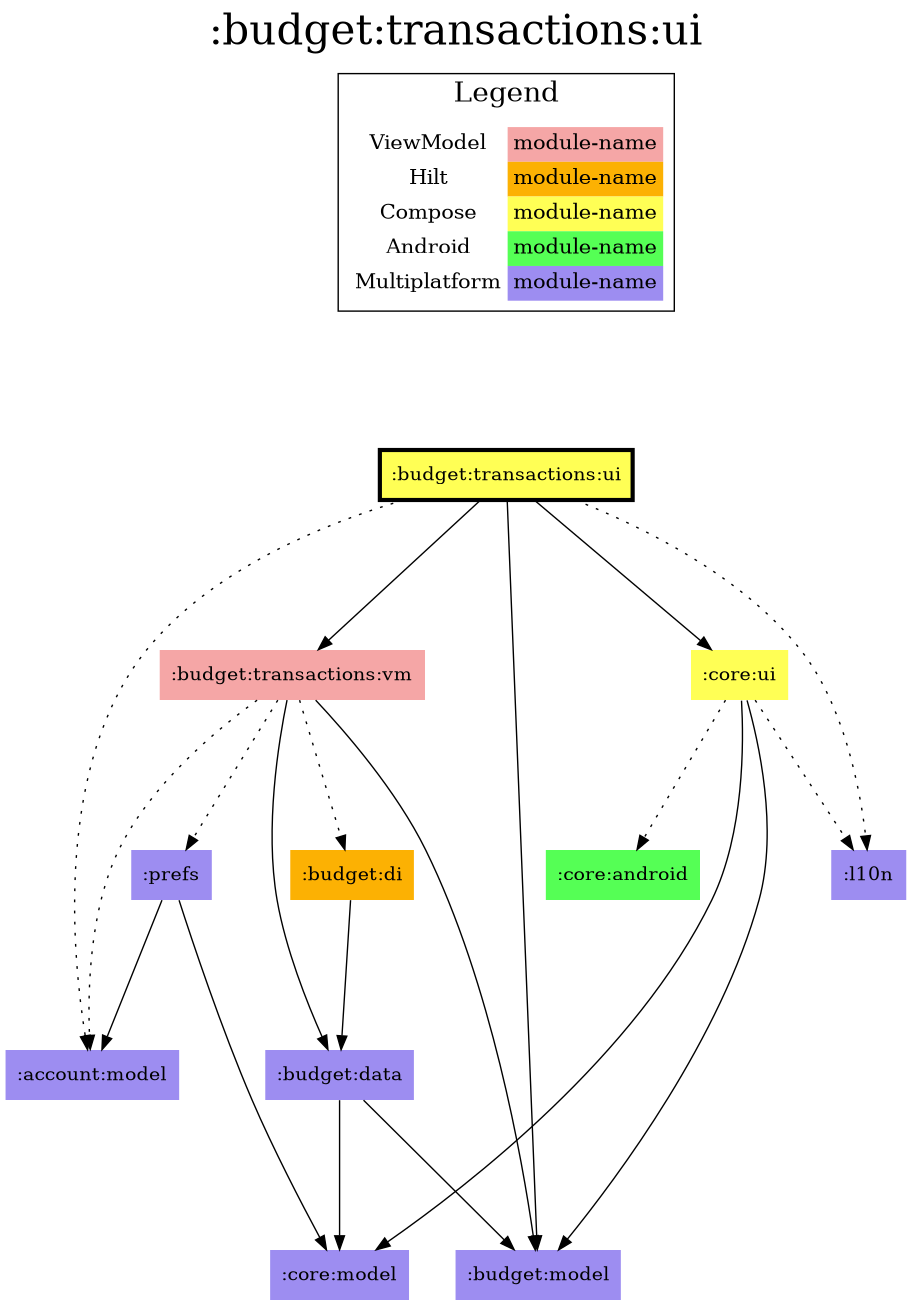 :budget:transactions:ui
Legend
ViewModel module-name
Hilt module-name
Compose module-name
Android module-name
Multiplatform module-name
:budget:transactions:ui
:budget:transactions:vm
:core:ui
:prefs
:budget:di
:core:android
:l10n
:account:model
:budget:data
:core:model
:budget:model